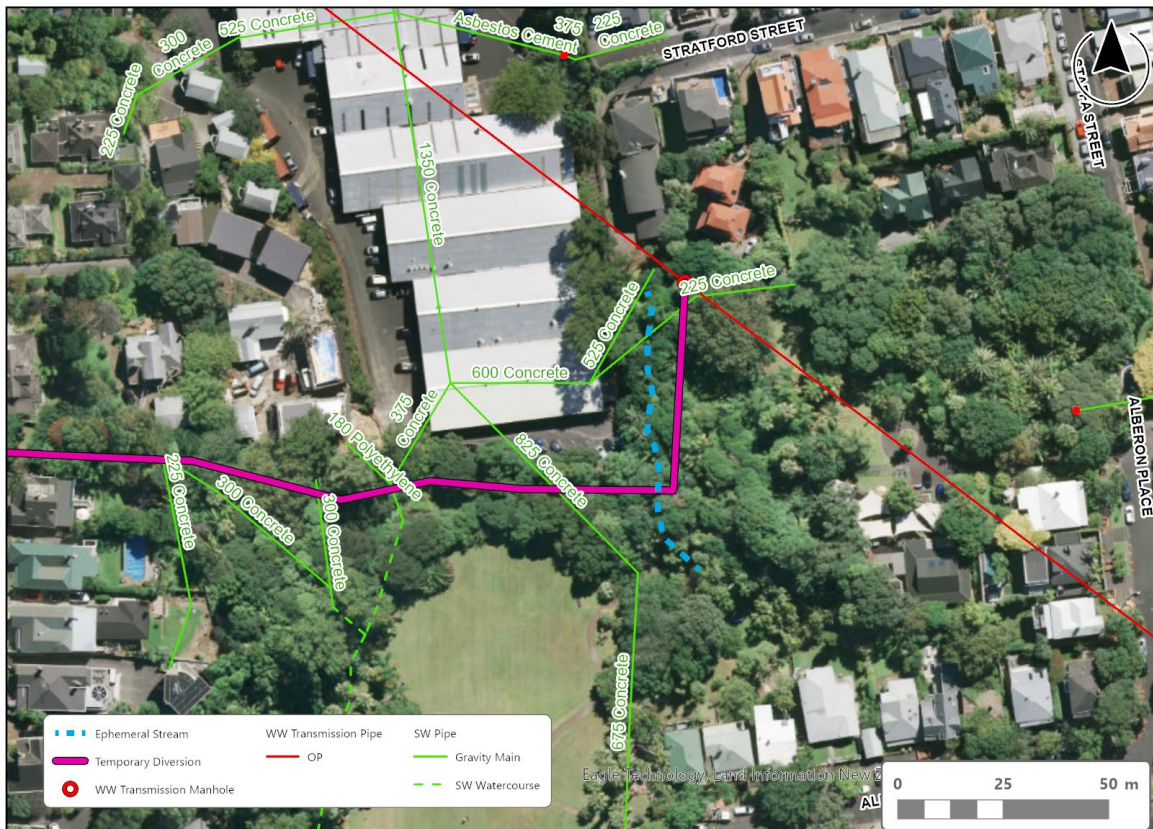 525 Concrete
300
Concrete
225 Concrete
Asbestos Cement
375
225
Concrete
STRATFORD STREET
1350 Concrete
225 Concrete
525 Concrete
600 Concrete
375
Concrete
180 Polyethylene
825 Concrete
225 Concrete
300 Concrete
300 Concrete
675 Concrete
ALBERON PLACE
Ephemeral Stream
Temporary Diversion
WW Transmission Manhole
WW Transmission Pipe
OP
SW Pipe
Gravity Main
SW Watercourse
Eagle Technology, Land Information New
0 25 50 m